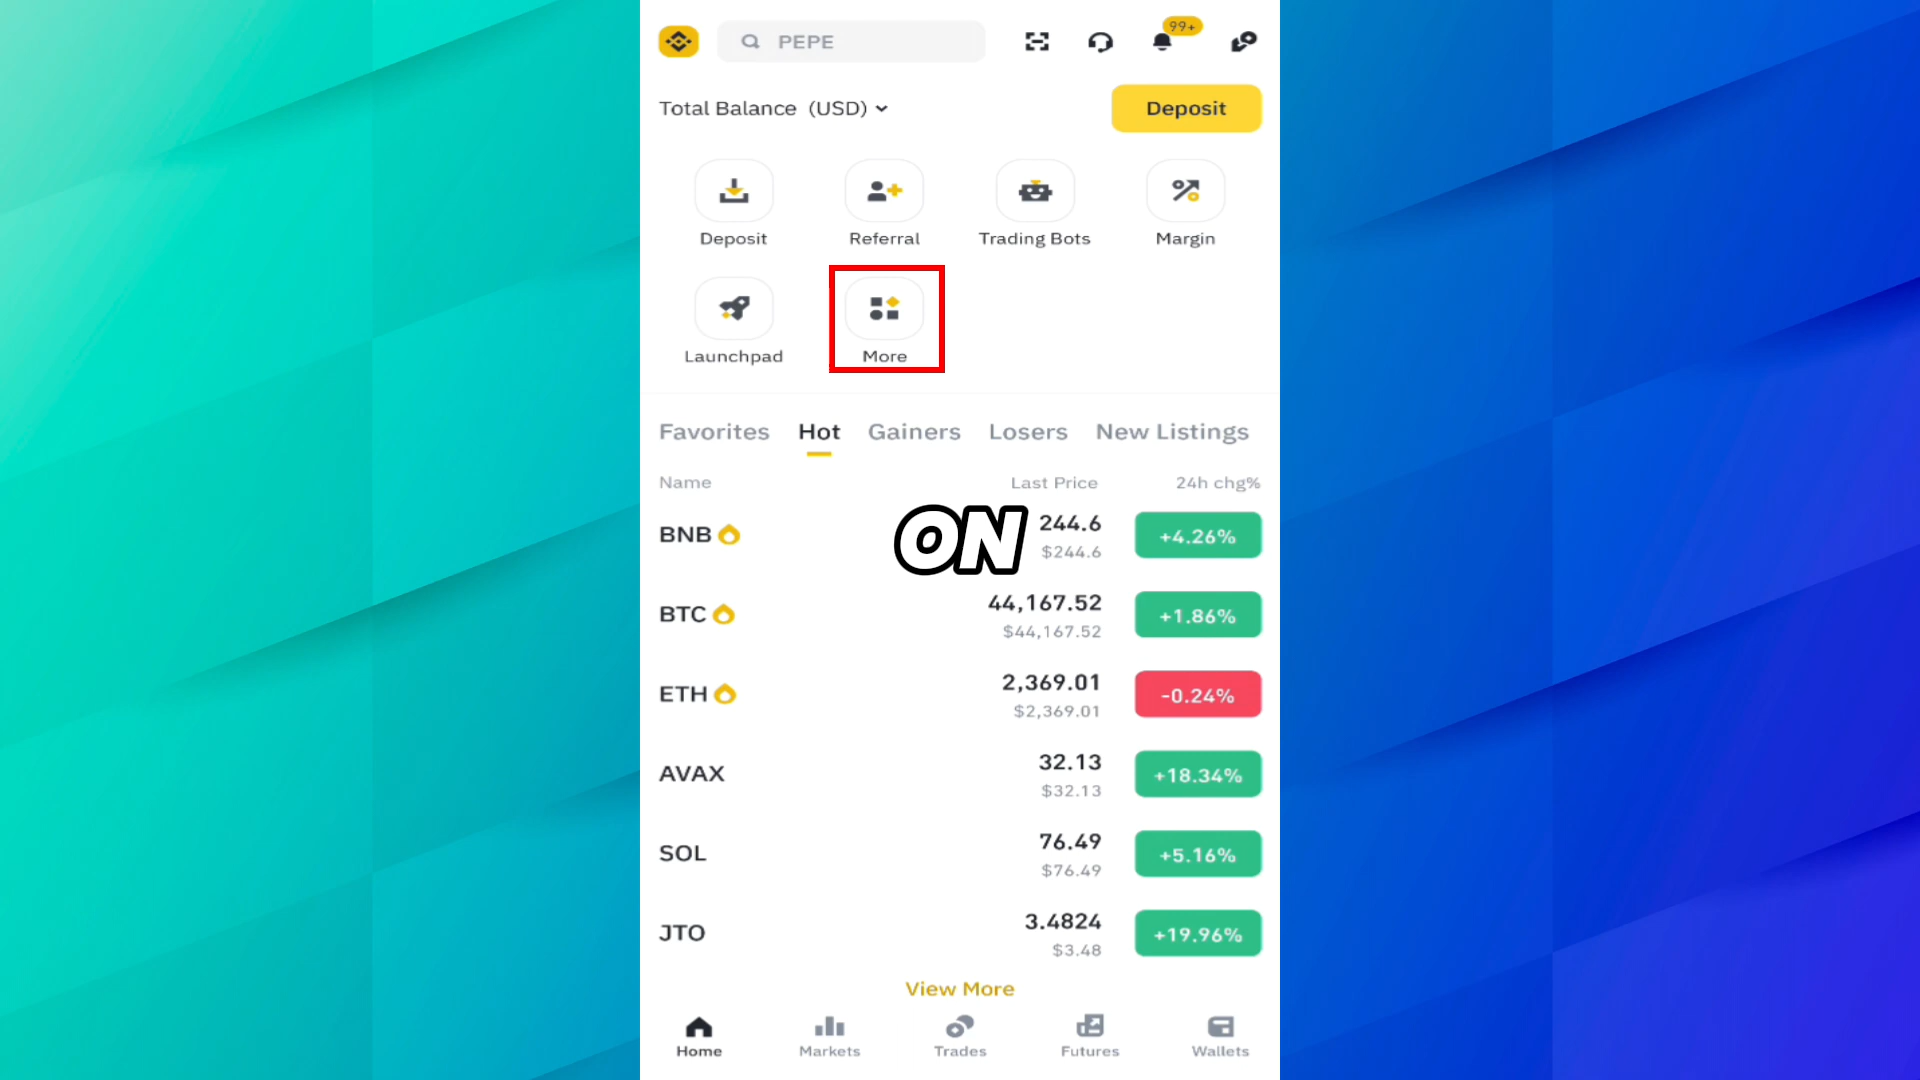 PEPE
99+
Total Balance (USD)
Deposit
Deposit
Referral
Trading Bots
Margin
Launchpad
More
Favorites Hot Gainers Losers New Listings
Name Last Price 24h chg%
BNB 244.6 +4.26%
$244.6
ON
BTC 44,167.52 +1.86%
$44,167.52
ETH 2,369.01 -0.24%
$2,369.01
AVAX 32.13 +18.34%
$32.13
SOL 76.49 +5.16%
$76.49
JTO 3.4824 +19.96%
$3.48
View More
Home Markets Trades Futures Wallets